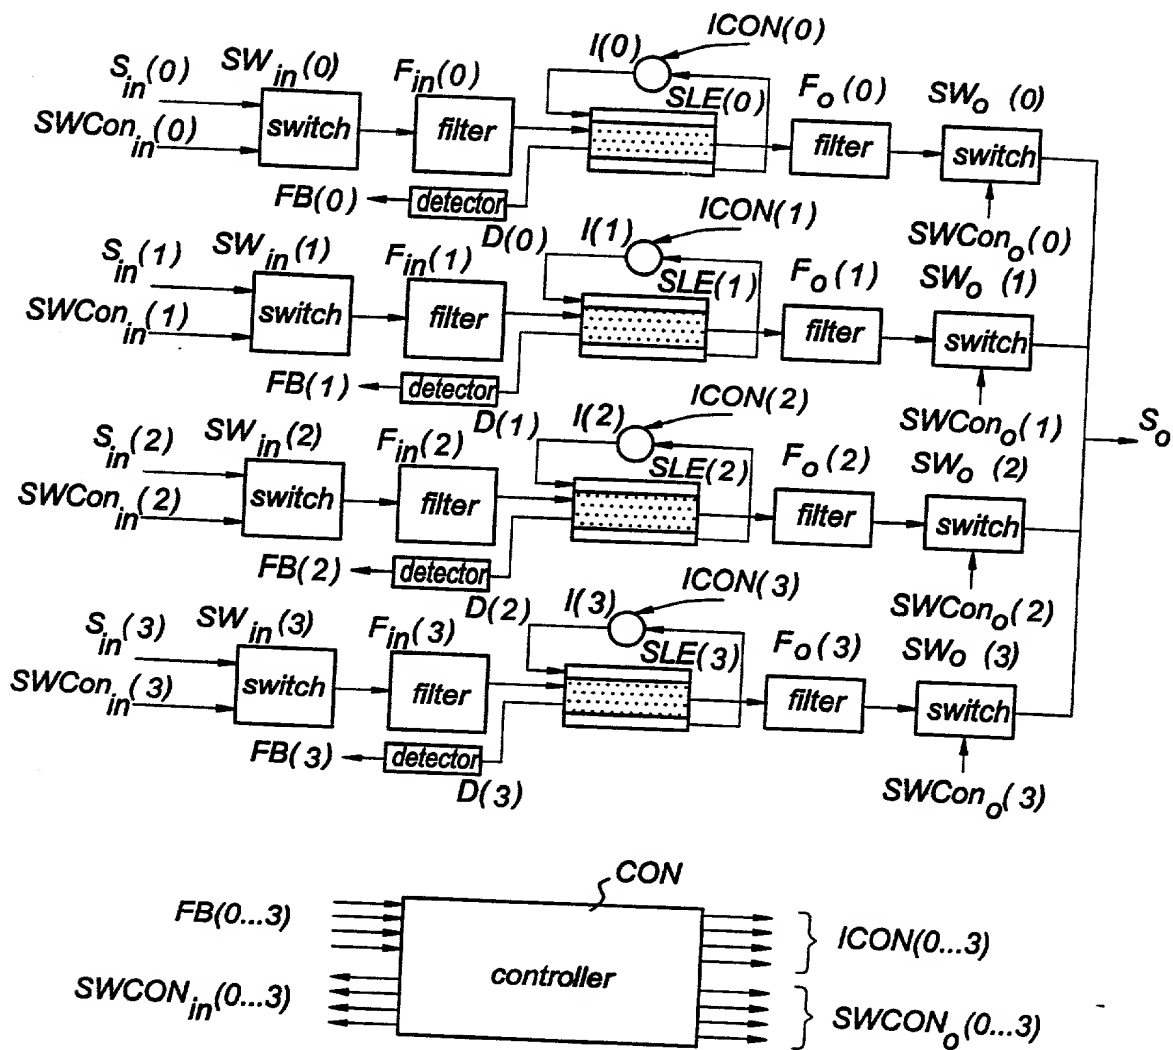 ICON(0)
I(0)
S_in(0) SW_in(0) F_in(0) SLE(0) F_o(0) SW_o (0)
SWCon_in(0) switch filter filter switch
FB(0) detector
D(0) I(1) ICON(1) SWCon_o(0)
S_in(1) SW_in(1) F_in(1) SLE(1) F_o(1) SW_o (1)
SWCon_in(1) switch filter filter switch
FB(1) detector
D(1) I(2) ICON(2) SWCon_o(1) S_o
S_in(2) SW_in(2) F_in(2) SLE(2) F_o(2) SW_o (2)
SWCon_in(2) switch filter filter switch
FB(2) detector
D(2) I(3) ICON(3) SWCon_o(2)
S_in(3) SW_in(3) F_in(3) SLE(3) F_o(3) SW_o (3)
SWCon_in(3) switch filter filter switch
FB(3) detector
D(3) SWCon_o(3)
CON
FB(0...3) ICON(0...3)
controller
SWCON_in(0...3) SWCON_o(0...3)